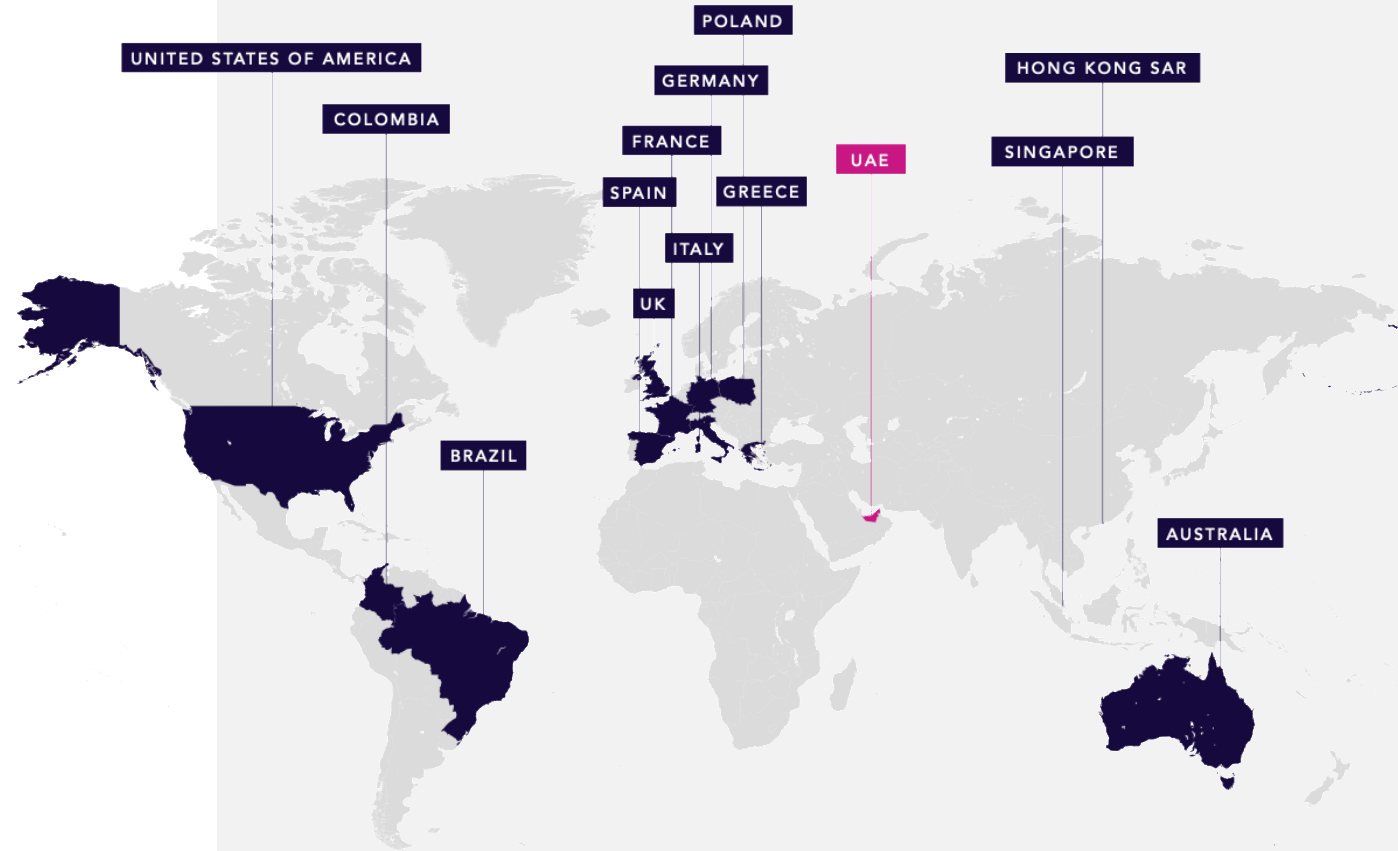 POLAND
UNITED STATES OF AMERICA
HONG KONG SAR
GERMANY
COLOMBIA
FRANCE
SINGAPORE
UAE
SPAIN
GREECE
ITALY
UK
BRAZIL
AUSTRALIA